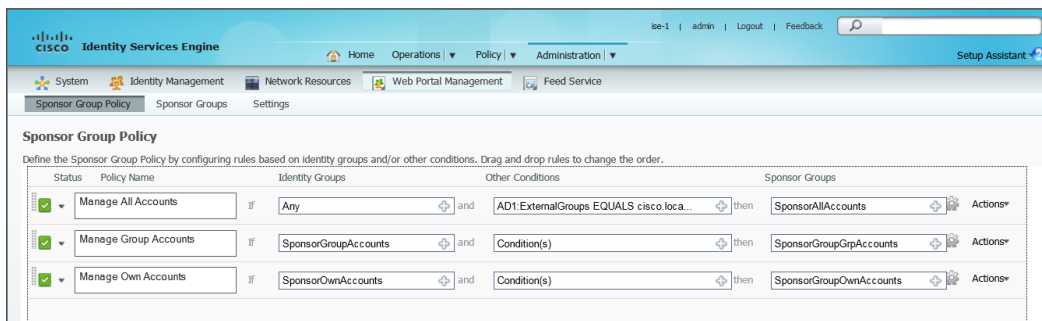 ise-1 | admin | Logout | Feedback
CISCO Identity Services Engine
Home Operations | Policy | Administration |
Setup Assistant
System Identity Management Network Resources Web Portal Management Feed Service
Sponsor Group Policy Sponsor Groups Settings
Sponsor Group Policy
Define the Sponsor Group Policy by configuring rules based on identity groups and/or other conditions. Drag and drop rules to change the order.
Status Policy Name Identity Groups Other Conditions Sponsor Groups
Manage All Accounts If Any and AD1:ExternalGroups EQUALS cisco.loca... then SponsorAllAccounts Actions
Manage Group Accounts If SponsorGroupAccounts and Condition(s) then SponsorGroupGrpAccounts Actions
Manage Own Accounts If SponsorOwnAccounts and Condition(s) then SponsorGroupOwnAccounts Actions